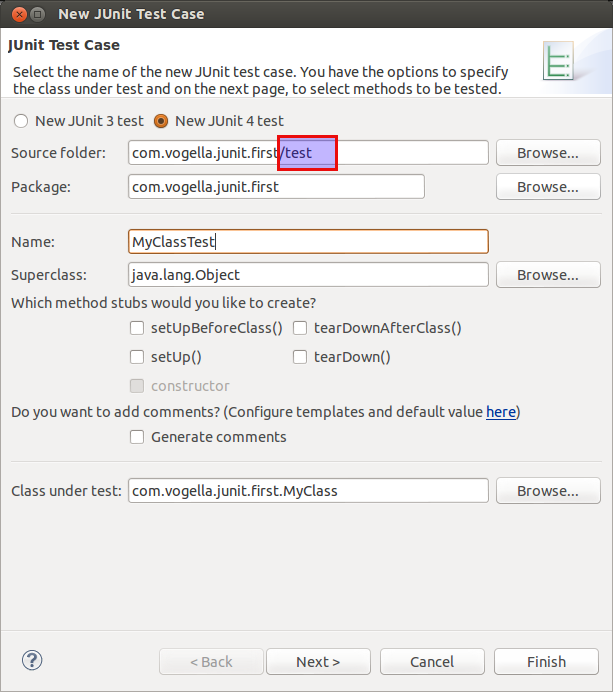 New JUnit Test Case
JUnit Test Case
Select the name of the new JUnit test case. You have the options to specify
the class under test and on the next page, to select methods to be tested.
New JUnit 3 test New JUnit 4 test
Source folder: com.vogella.junit.first/test Browse...
Package: com.vogella.junit.first Browse...
Name: MyClassTest
Superclass: java.lang.Object Browse...
Which method stubs would you like to create?
setUpBeforeClass() tearDownAfterClass()
setUp() tearDown()
constructor
Do you want to add comments? (Configure templates and default value here)
Generate comments
Class under test: com.vogella.junit.first.MyClass Browse...
? < Back Next > Cancel Finish